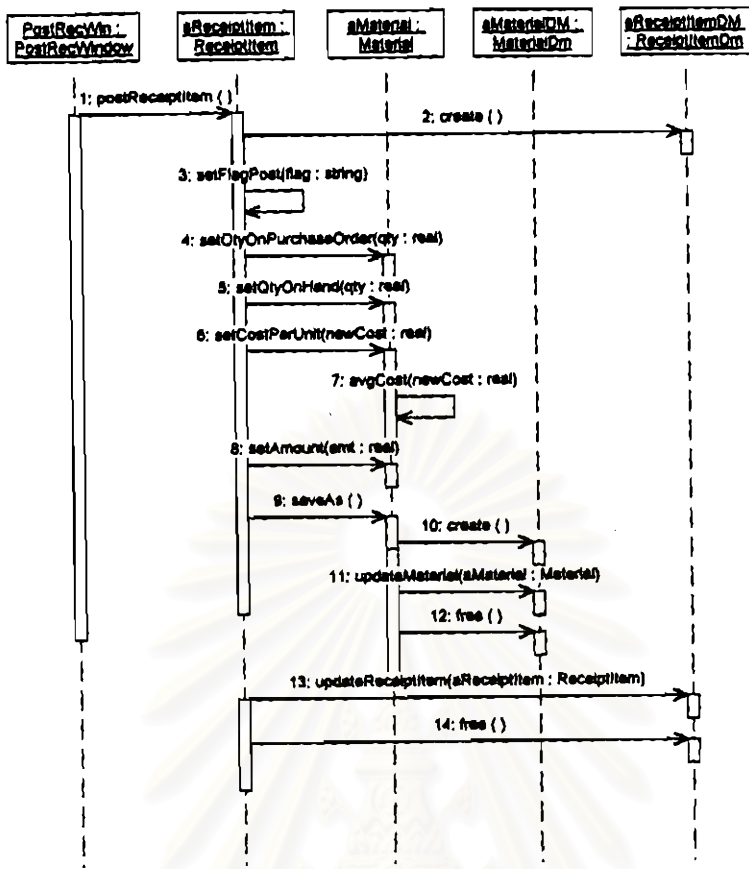 PostRecWin :
PostRecWindow
aReceiptItem :
ReceiptItem
aMaterial :
Material
aMaterialDM :
MaterialDm
aReceiptItemDM
: ReceiptItemDm
1: postReceiptItem ( )
2: create ( )
3: setFlagPost(flag : string)
4: setQtyOnPurchaseOrder(qty : real)
5: setQtyOnHand(qty : real)
6: setCostPerUnit(newCost : real)
7: avgCost(newCost : real)
8: setAmount(amt : real)
9: saveAs ( )
10: create ( )
11: updateMaterial(aMaterial : Material)
12: free ( )
13: updateReceiptItem(aReceiptItem : ReceiptItem)
14: free ( )